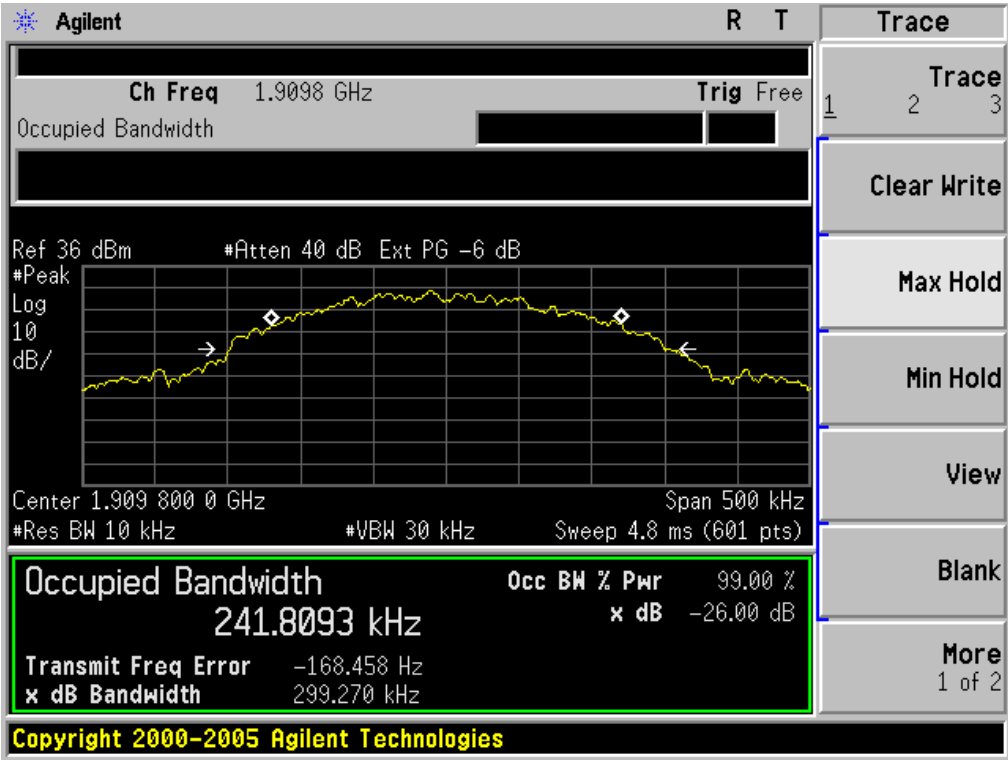 Agilent R T Trace
Ch Freq 1.9098 GHz Trig Free
Occupied Bandwidth
Trace
1 2 3
Clear Write
Max Hold
Min Hold
View
Blank
More
1 of 2
Ref 36 dBm #Atten 40 dB Ext PG -6 dB
#Peak
Log
10
dB/
Center 1.909 800 0 GHz Span 500 kHz
#Res BW 10 kHz #VBW 30 kHz Sweep 4.8 ms (601 pts)
Occupied Bandwidth Occ BW % Pwr 99.00 %
241.8093 kHz x dB -26.00 dB
Transmit Freq Error -168.458 Hz
x dB Bandwidth 299.270 kHz
Copyright 2000-2005 Agilent Technologies